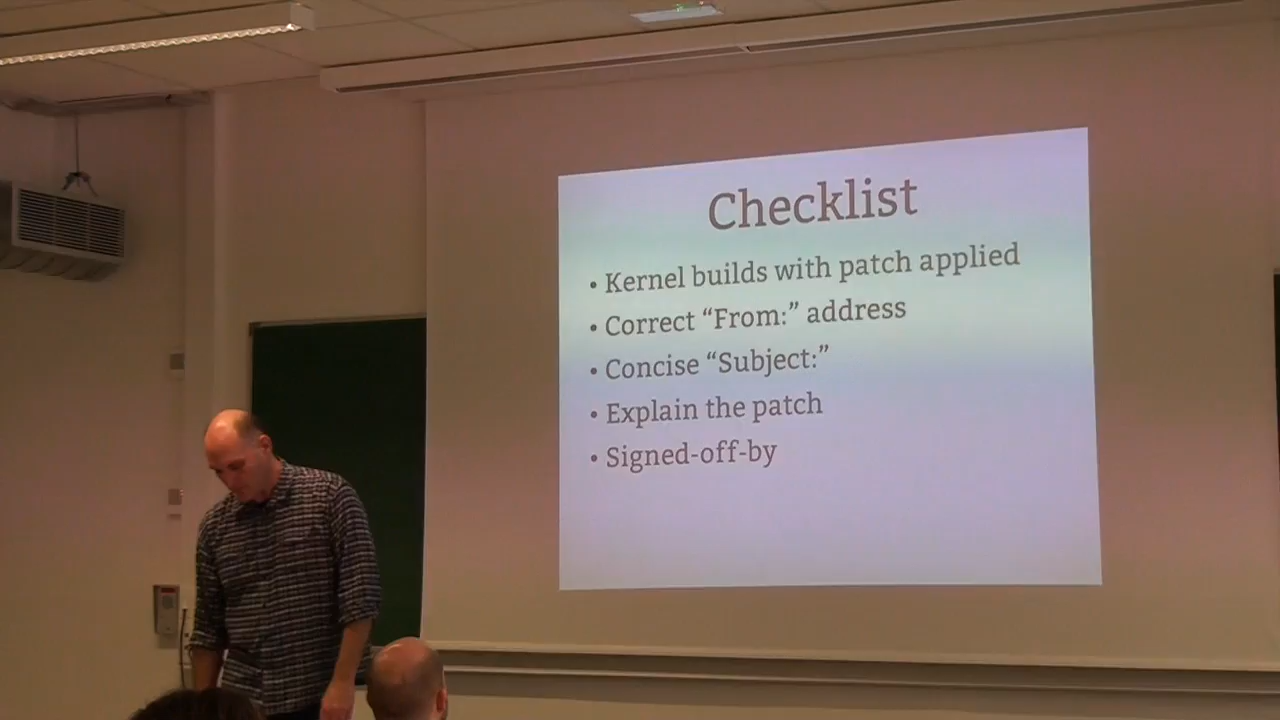 Checklist
• Kernel builds with patch applied
• Correct “From:” address
• Concise “Subject:”
• Explain the patch
• Signed-off-by